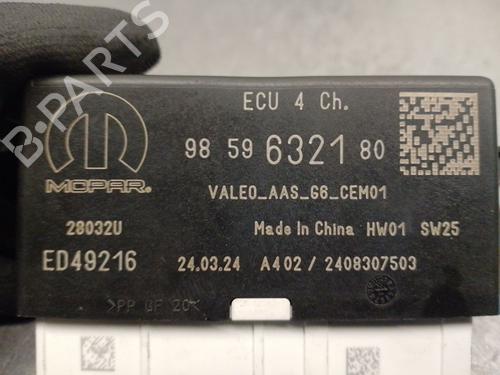 ECU 4 Ch.
98 59 6321 80
MOPAR.
VALEO_AAS_G6_CEM01
28032U
Made In China HW01 SW25
ED49216
24.03.24 A402 / 2408307503
>PP GF 20<
B-PARTS